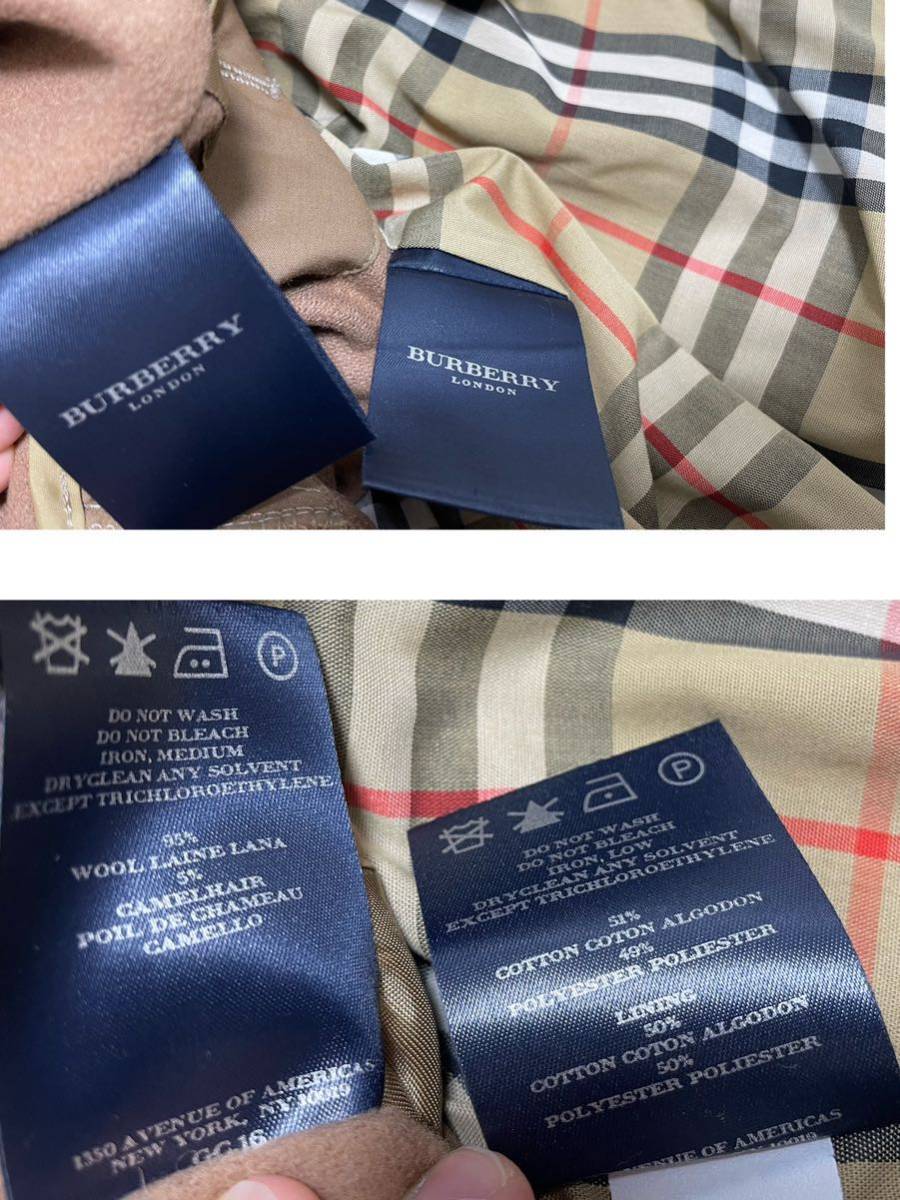 BURBERRY
LONDON
BURBERRY
LONDON
P
DO NOT WASH
DO NOT BLEACH
IRON, MEDIUM
DRYCLEAN ANY SOLVENT
EXCEPT TRICHLOROETHYLENE
95%
WOOL LAINE LANA
5%
CAMELHAIR
POIL DE CHAMEAU
CAMELLO
1350 AVENUE OF AMERICAS
NEW YORK, NY 10019
GG 16
P
DO NOT WASH
DO NOT BLEACH
IRON, LOW
DRYCLEAN ANY SOLVENT
EXCEPT TRICHLOROETHYLENE
51%
COTTON COTON ALGODON
49%
POLYESTER POLIESTER
LINING
50%
COTTON COTON ALGODON
50%
POLYESTER POLIESTER
AVENUE OF AMERICAS
10019